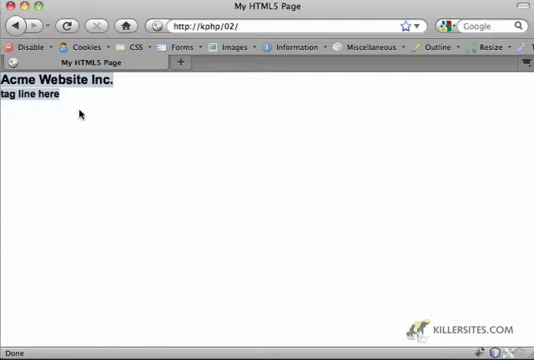 My HTML5 Page
http://kphp/02/
Google
Disable
Cookies
CSS
Forms
Images
Information
Miscellaneous
Outline
Resize
My HTML5 Page
Acme Website Inc.
tag line here
KILLERSITES.COM
Done